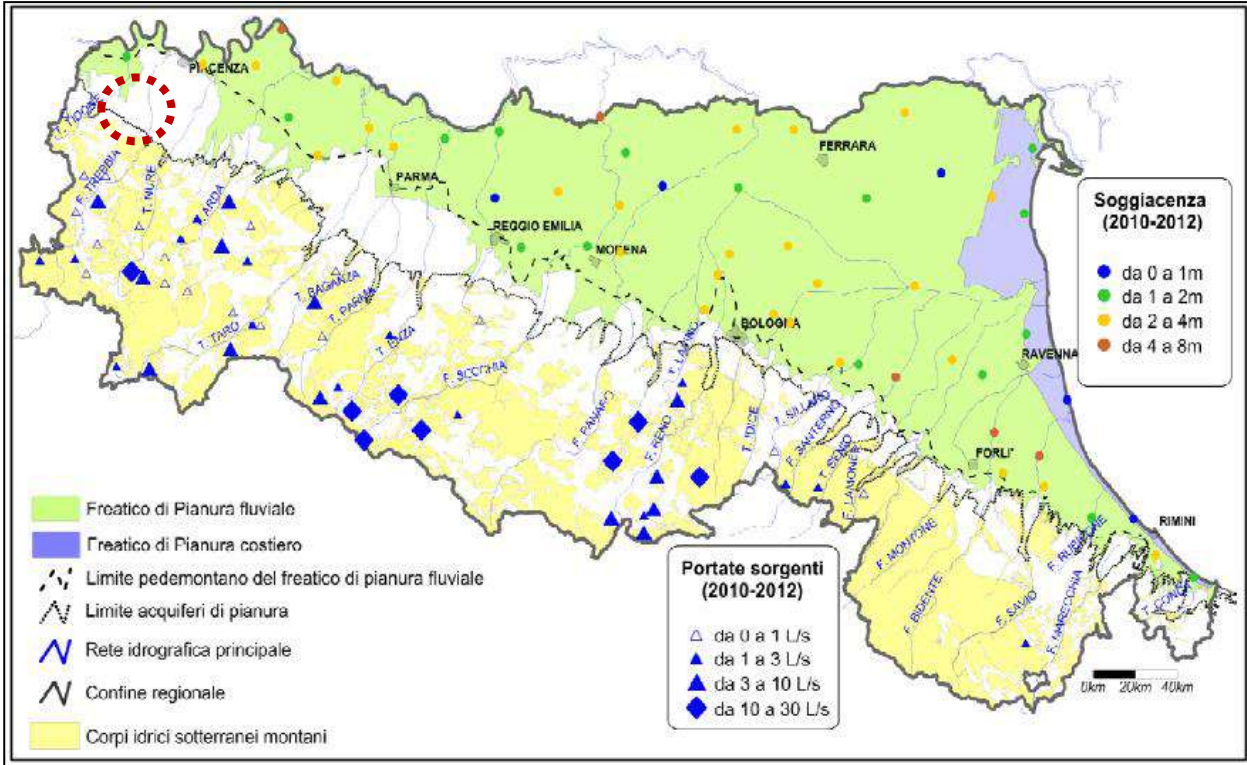 PIACENZA
T. TIDONE
F. TREBBIA
T. NURE
T. ARDA
PARMA
REGGIO EMILIA
MODENA
FERRARA
BOLOGNA
RAVENNA
FORLI'
RIMINI
T. TARO
T. BAGANZA
T. PARMA
T. ENZA
F. SECCHIA
F. PANARO
F. RENO
T. LAVINO
T. IDICE
T. SILLARO
F. SANTERNO
T. SENIO
F. LAMONE
F. MONTONE
F. BIDENTE
F. SAVIO
F. RUBICONE
F. MARECCHIA
T. CONCA
Soggiacenza
(2010-2012)
da 0 a 1m
da 1 a 2m
da 2 a 4m
da 4 a 8m
Freatico di Pianura fluviale
Freatico di Pianura costiero
Limite pedemontano del freatico di pianura fluviale
Limite acquiferi di pianura
Rete idrografica principale
Confine regionale
Corpi idrici sotterranei montani
Portate sorgenti
(2010-2012)
da 0 a 1 L/s
da 1 a 3 L/s
da 3 a 10 L/s
da 10 a 30 L/s
0km 20km 40km